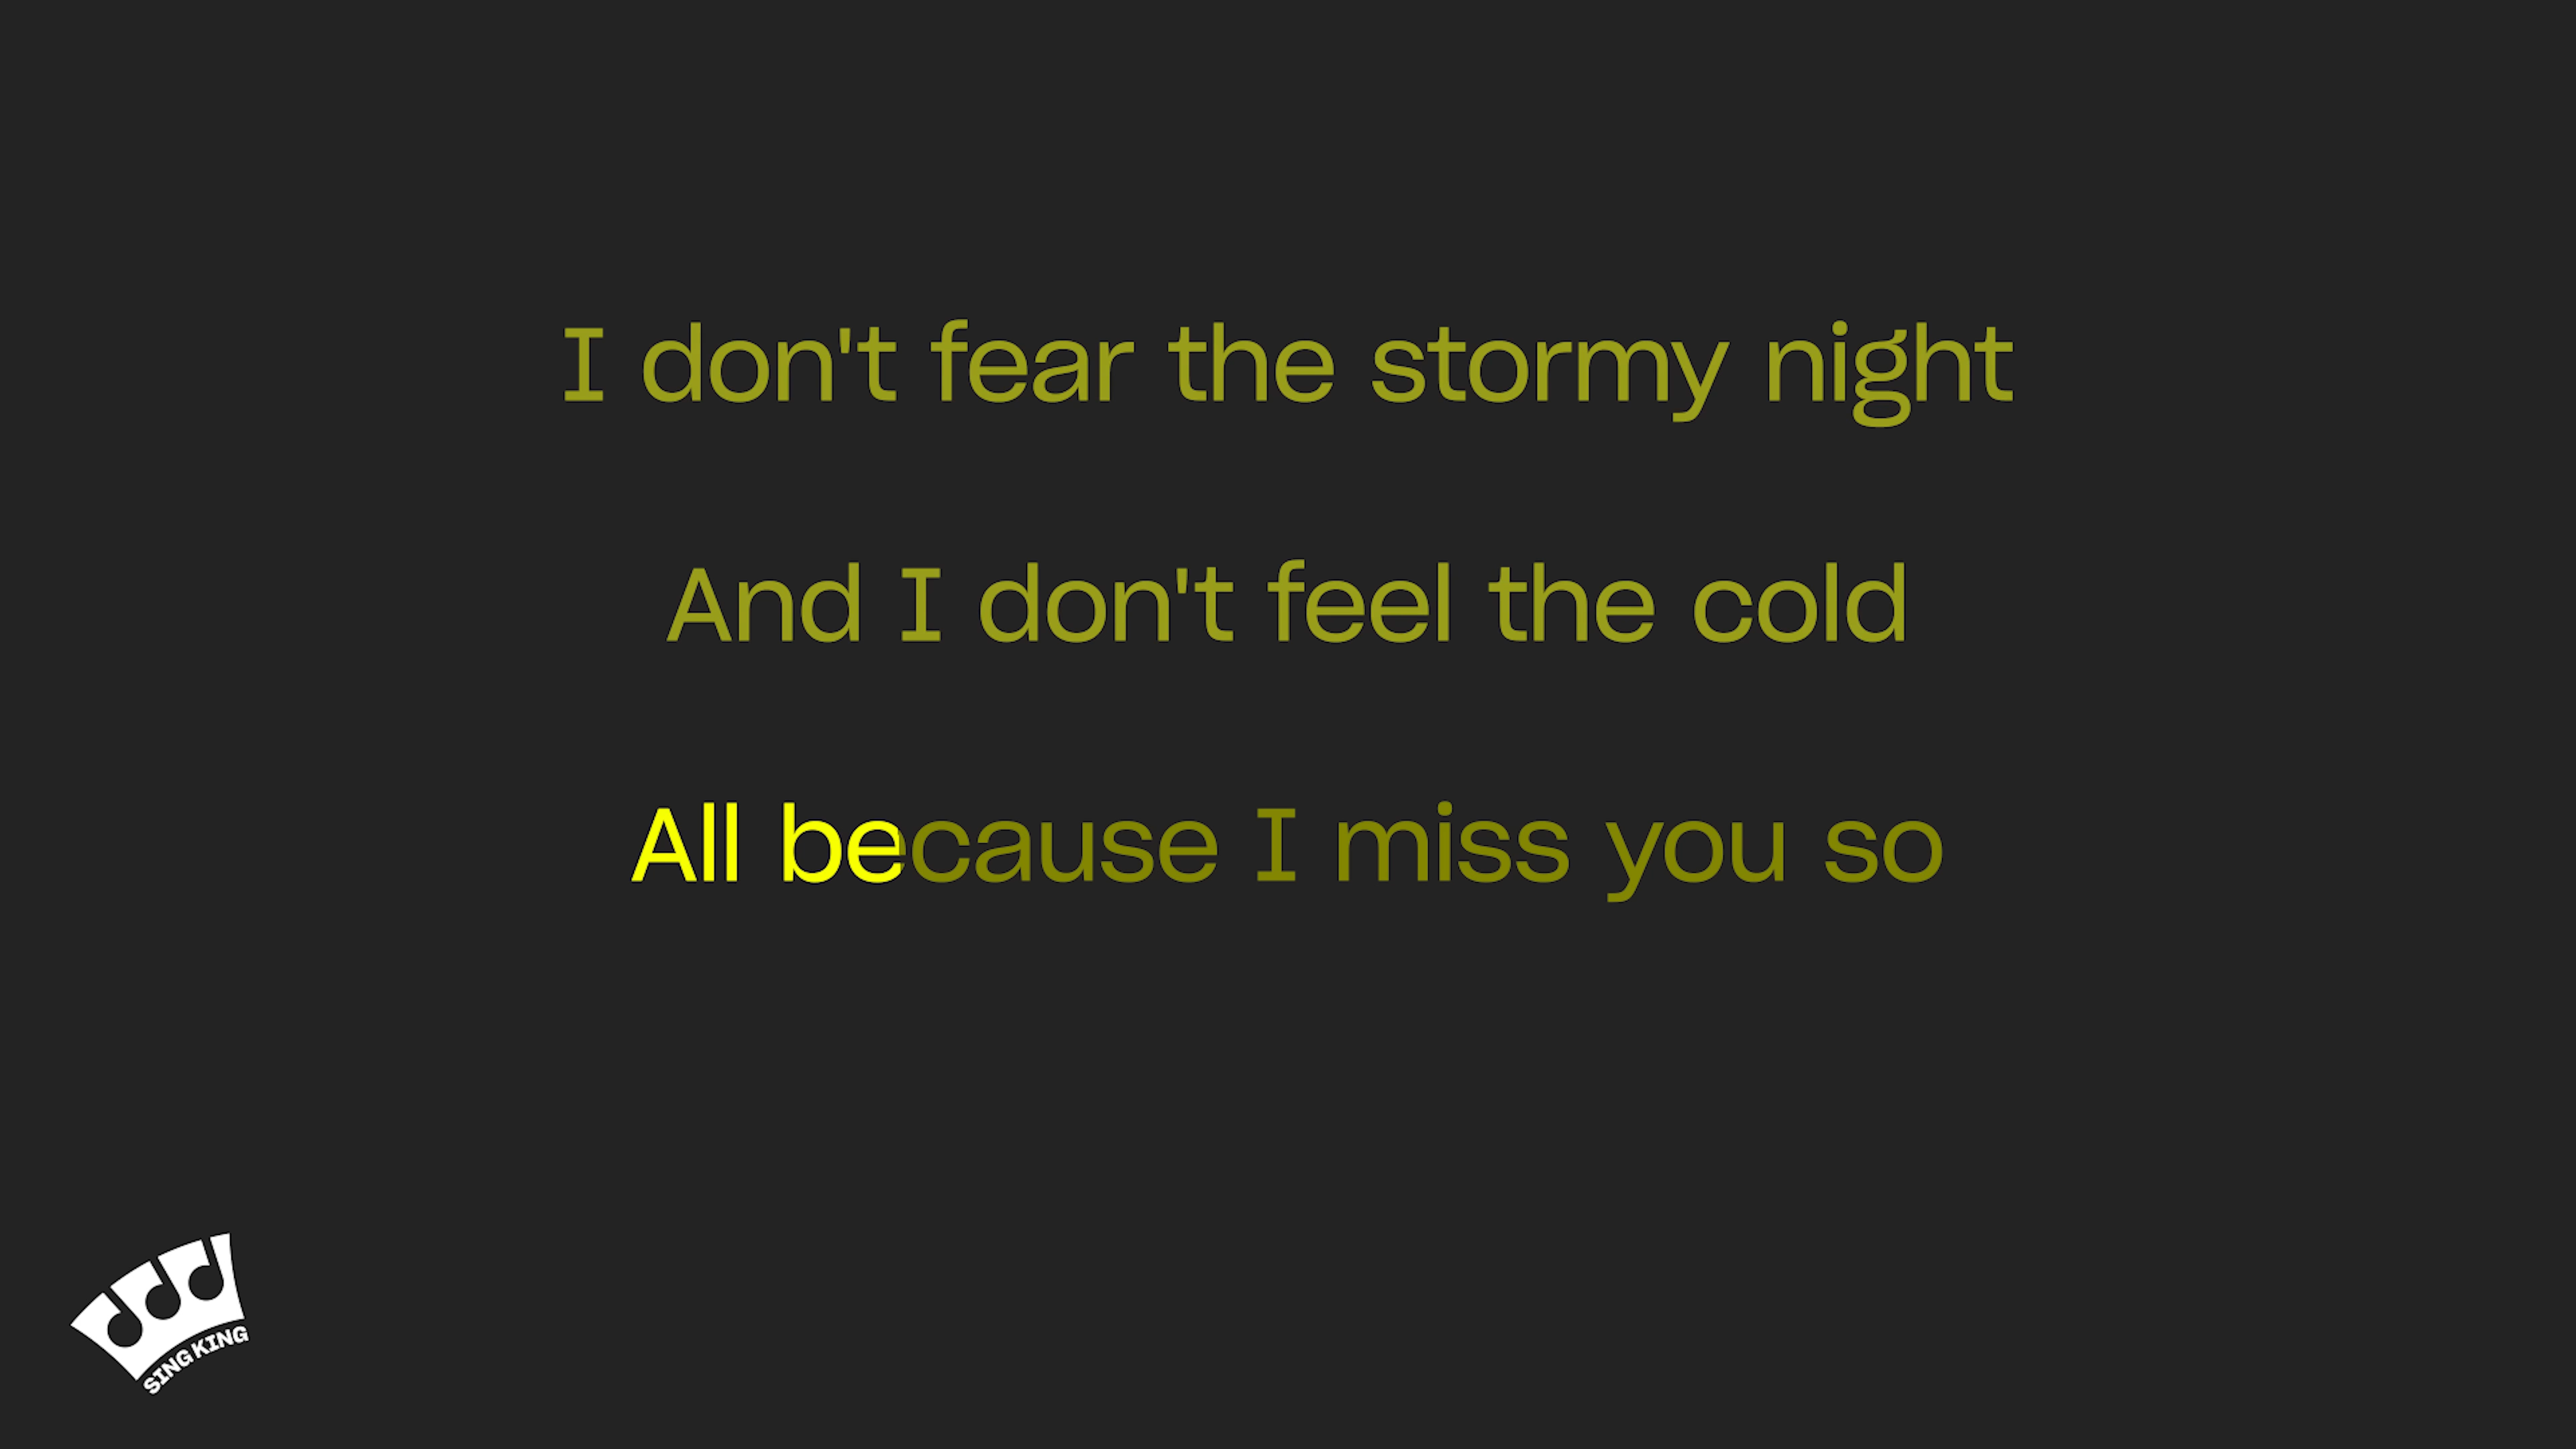 I don't fear the stormy night
And I don't feel the cold
All because I miss you so
SING KING